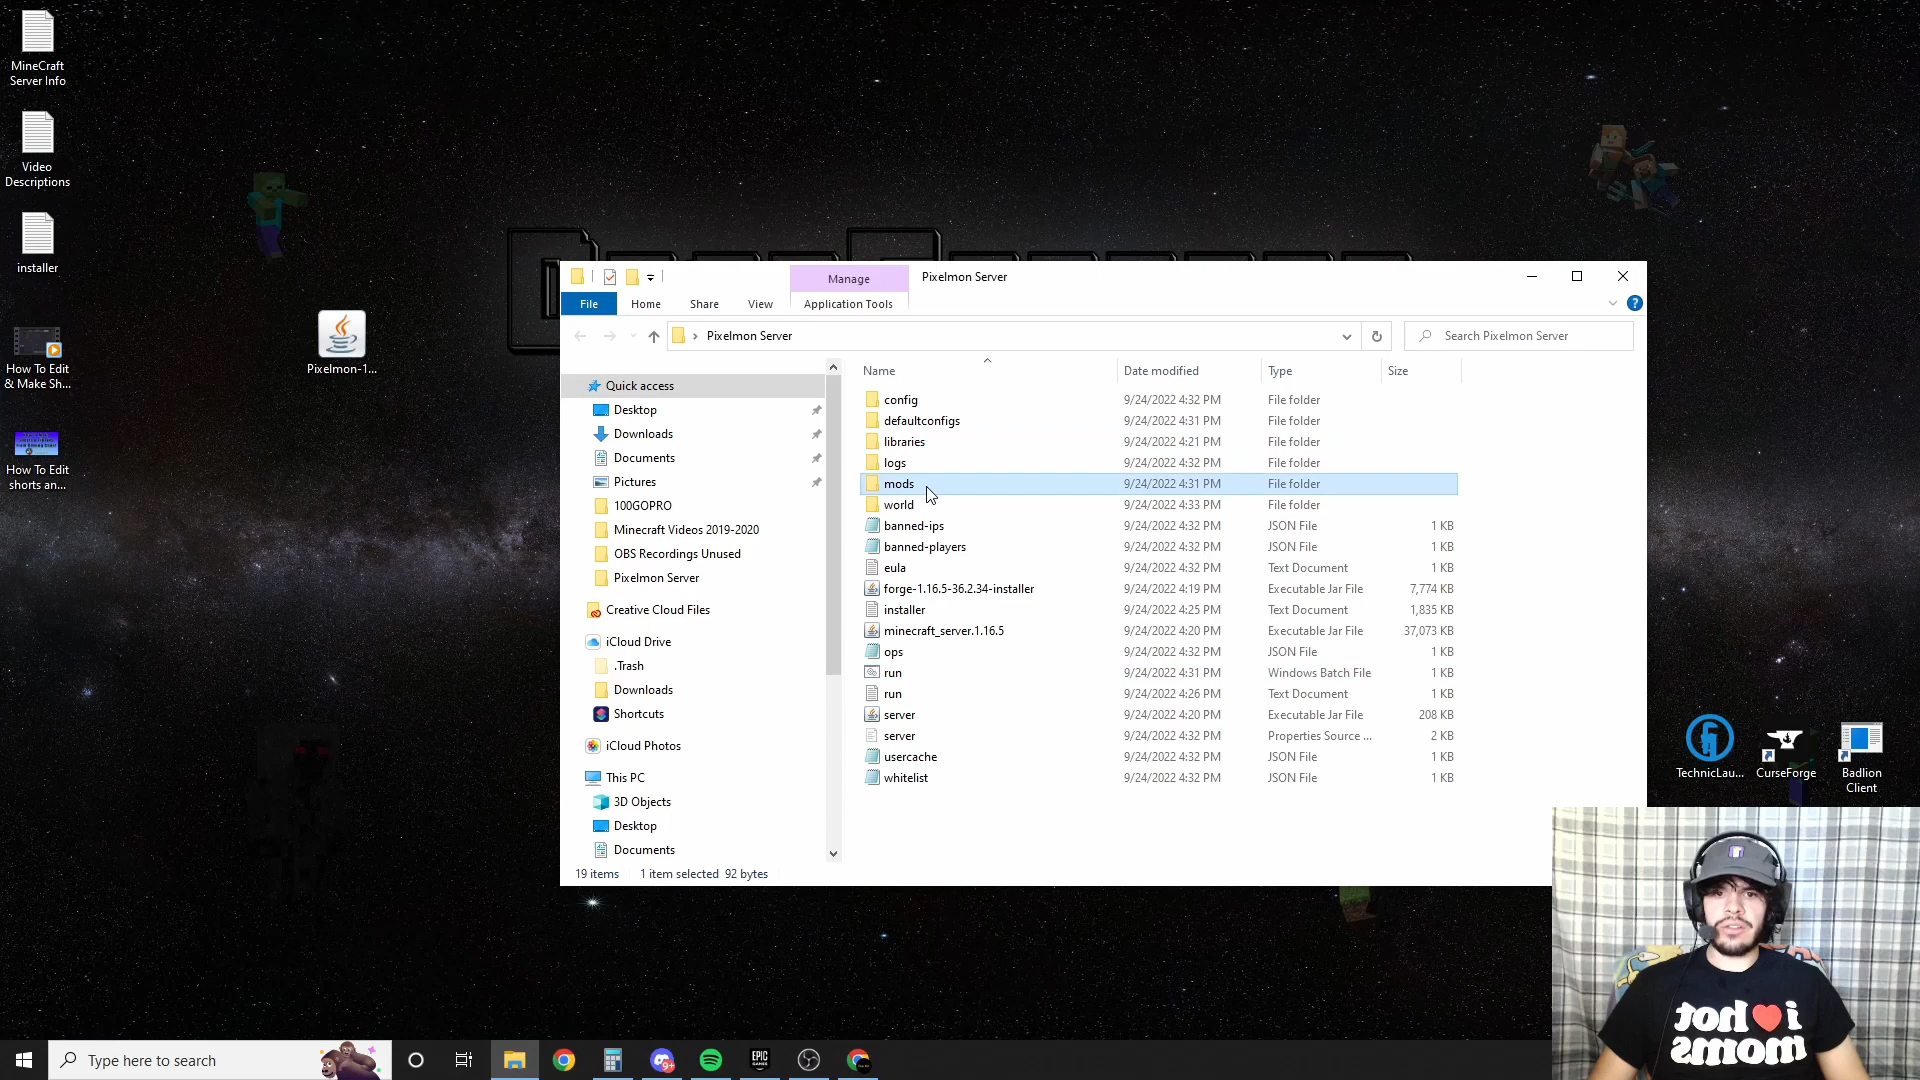 MineCraft
Server Info
Video
Descriptions
installer
How To Edit
& Make Sh...
How To Edit
shorts an...
Pixelmon-1...
Manage
Pixelmon Server
File
Home
Share
View
Application Tools
Pixelmon Server
Search Pixelmon Server
Quick access
Desktop
Downloads
Documents
Pictures
100GOPRO
Minecraft Videos 2019-2020
OBS Recordings Unused
Pixelmon Server
Creative Cloud Files
iCloud Drive
.Trash
Downloads
Shortcuts
iCloud Photos
This PC
3D Objects
Desktop
Documents
Name Date modified Type Size
config 9/24/2022 4:32 PM File folder
defaultconfigs 9/24/2022 4:31 PM File folder
libraries 9/24/2022 4:21 PM File folder
logs 9/24/2022 4:32 PM File folder
mods 9/24/2022 4:31 PM File folder
world 9/24/2022 4:33 PM File folder
banned-ips 9/24/2022 4:32 PM JSON File 1 KB
banned-players 9/24/2022 4:32 PM JSON File 1 KB
eula 9/24/2022 4:32 PM Text Document 1 KB
forge-1.16.5-36.2.34-installer 9/24/2022 4:19 PM Executable Jar File 7,774 KB
installer 9/24/2022 4:25 PM Text Document 1,835 KB
minecraft_server.1.16.5 9/24/2022 4:20 PM Executable Jar File 37,073 KB
ops 9/24/2022 4:32 PM JSON File 1 KB
run 9/24/2022 4:31 PM Windows Batch File 1 KB
run 9/24/2022 4:26 PM Text Document 1 KB
server 9/24/2022 4:20 PM Executable Jar File 208 KB
server 9/24/2022 4:32 PM Properties Source ... 2 KB
usercache 9/24/2022 4:32 PM JSON File 1 KB
whitelist 9/24/2022 4:32 PM JSON File 1 KB
19 items 1 item selected 92 bytes
TechnicLau...
CurseForge
Badlion
Client
i hot
moms
Type here to search
9+
EPIC
GAMES